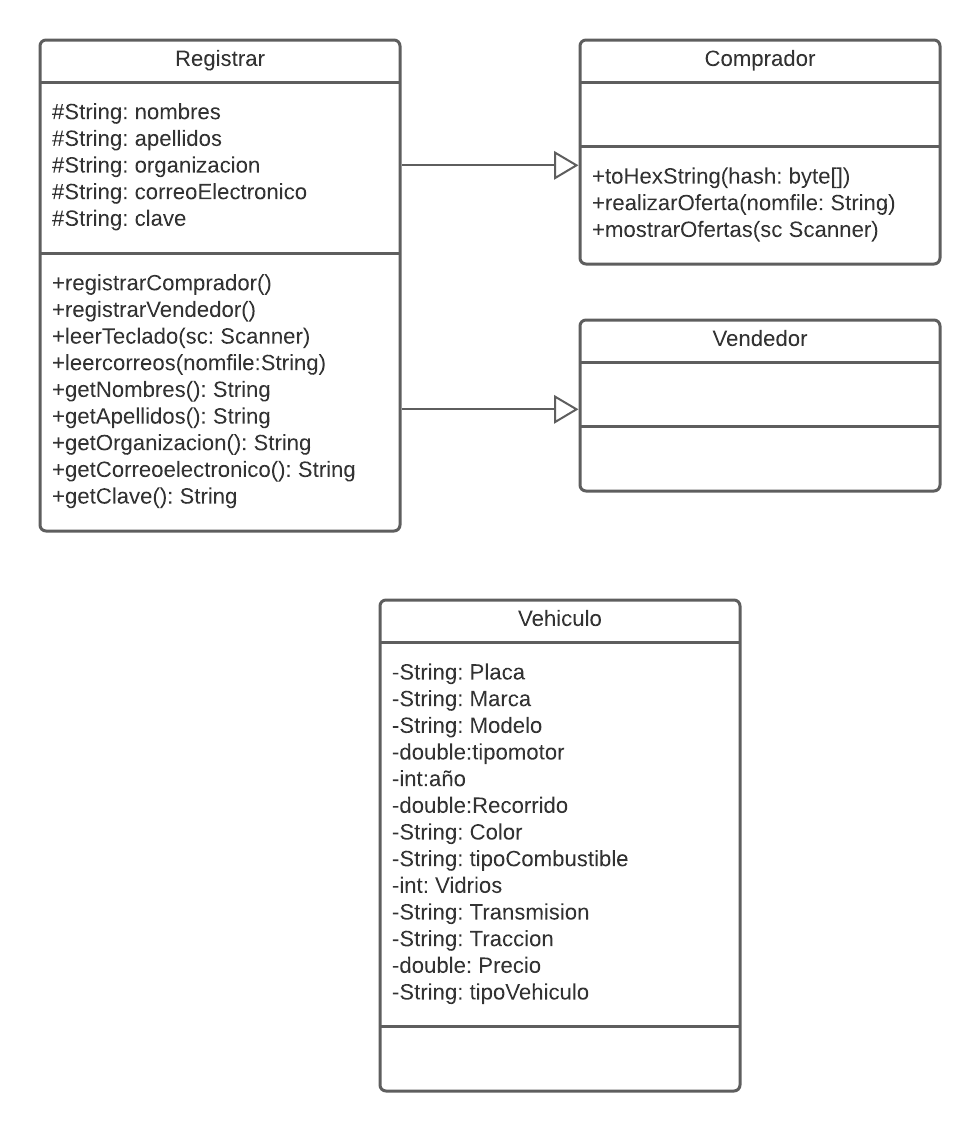 Registrar
#String: nombres
#String: apellidos
#String: organizacion
#String: correoElectronico
#String: clave
+registrarComprador()
+registrarVendedor()
+leerTeclado(sc: Scanner)
+leercorreos(nomfile:String)
+getNombres(): String
+getApellidos(): String
+getOrganizacion(): String
+getCorreoelectronico(): String
+getClave(): String
Comprador
+toHexString(hash: byte[])
+realizarOferta(nomfile: String)
+mostrarOfertas(sc Scanner)
Vendedor
Vehiculo
-String: Placa
-String: Marca
-String: Modelo
-double:tipomotor
-int:año
-double:Recorrido
-String: Color
-String: tipoCombustible
-int: Vidrios
-String: Transmision
-String: Traccion
-double: Precio
-String: tipoVehiculo